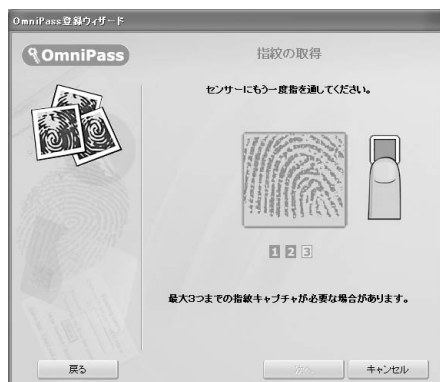 OmniPass登録ウィザード
OmniPass
指紋の取得
センサーにもう一度指を通してください。
1 2 3
最大3つまでの指紋キャプチャが必要な場合があります。
戻る
次へ
キャンセル